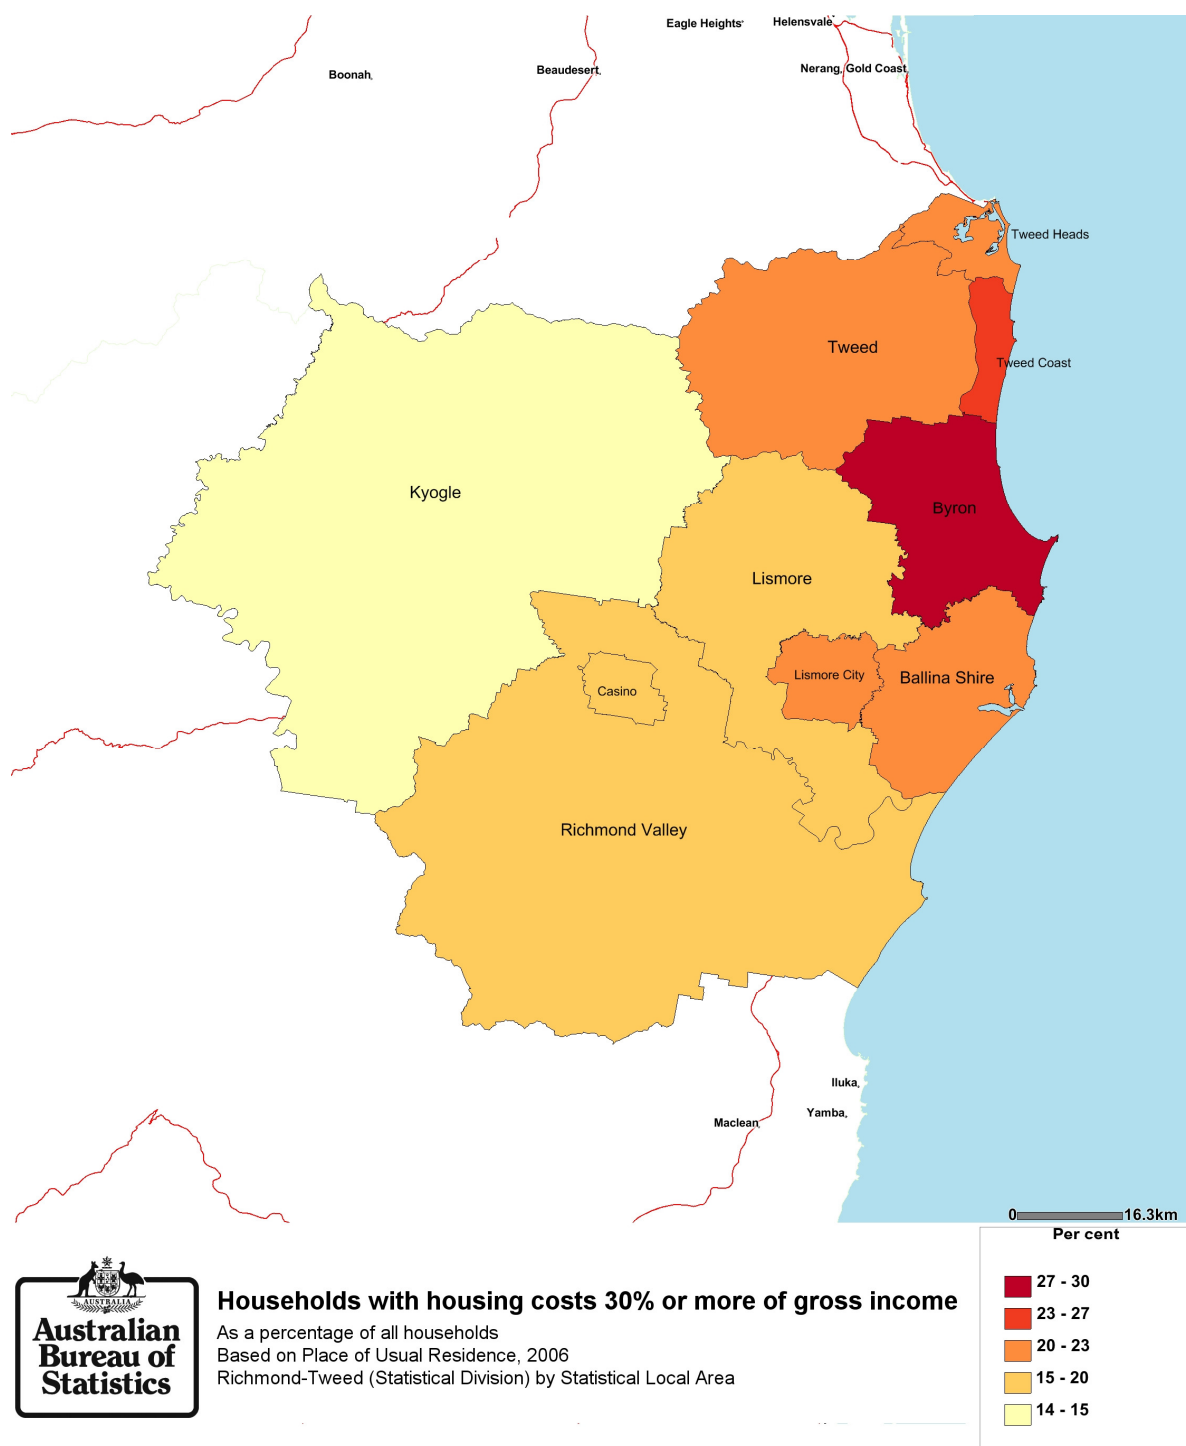 Eagle Heights
Helensvale
Boonah
Beaudesert
Nerang
Gold Coast
Tweed Heads
Tweed
Tweed Coast
Kyogle
Byron
Lismore
Lismore City
Ballina Shire
Casino
Richmond Valley
Iluka
Yamba
Maclean
0 16.3km
Per cent
27 - 30
23 - 27
20 - 23
15 - 20
14 - 15
AUSTRALIA
Australian
Bureau of
Statistics
Households with housing costs 30% or more of gross income
As a percentage of all households
Based on Place of Usual Residence, 2006
Richmond-Tweed (Statistical Division) by Statistical Local Area